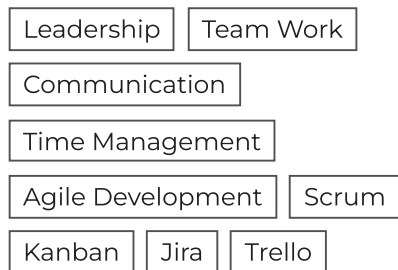 Leadership Team Work
Communication
Time Management
Agile Development Scrum
Kanban Jira Trello